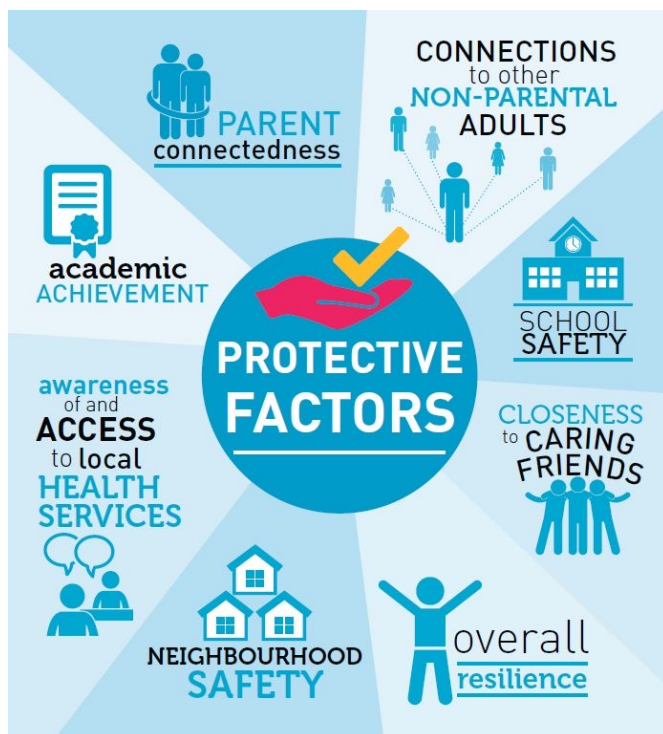 PROTECTIVE
FACTORS
PARENT
connectedness
CONNECTIONS
to other
NON-PARENTAL
ADULTS
SCHOOL
SAFETY
CLOSENESS
to CARING
FRIENDS
overall
resilience
NEIGHBOURHOOD
SAFETY
awareness
of and
ACCESS
to local
HEALTH
SERVICES
academic
ACHIEVEMENT